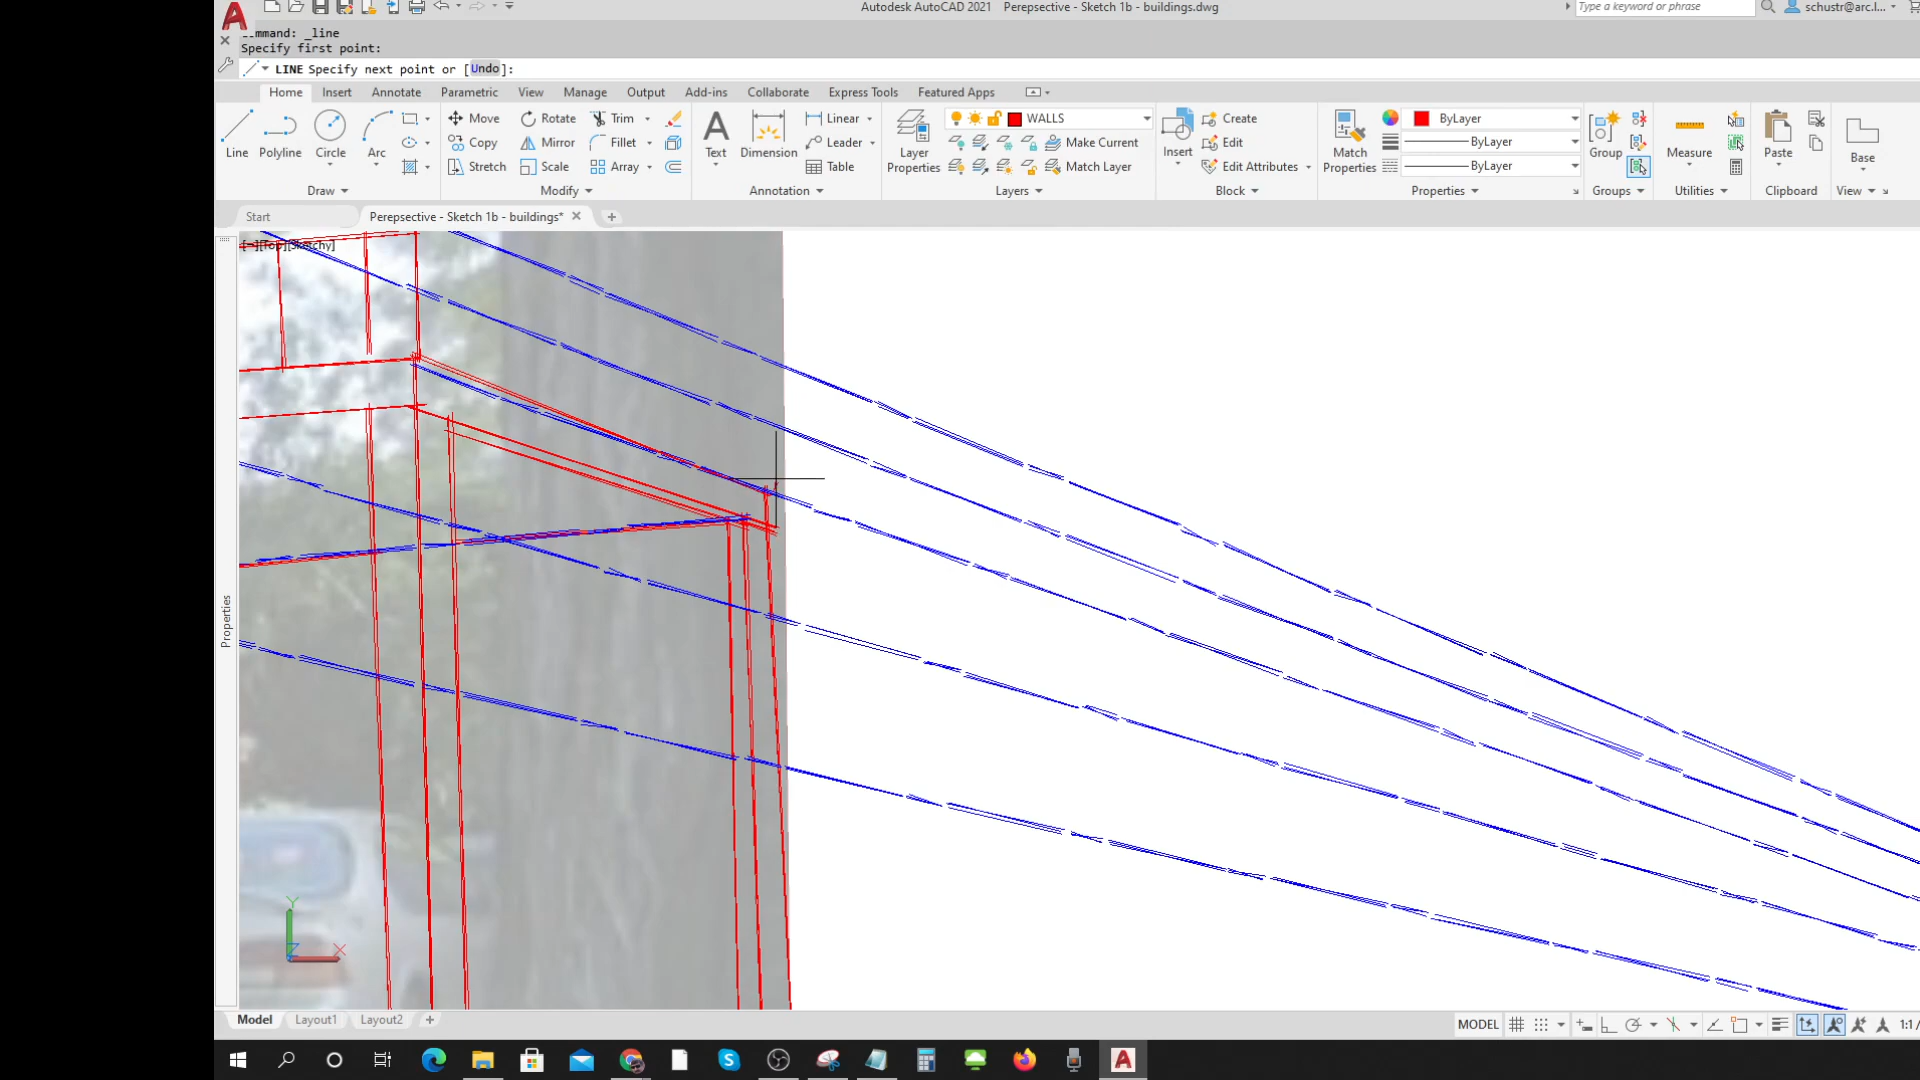 Autodesk AutoCAD 2021 Perepsective - Sketch 1b - buildings.dwg
Type a keyword or phrase
schustr@arc.l...
ommand: _line
Specify first point:
LINE Specify next point or [Undo]:
Home Insert Annotate Parametric View Manage Output Add-ins Collaborate Express Tools Featured Apps
Line Polyline Circle Arc
Draw
Move Rotate Trim
Copy Mirror Fillet
Stretch Scale Array
Modify
Text Dimension
Linear
Leader
Table
Annotation
Layer Properties
WALLS
Make Current
Match Layer
Layers
Insert
Create
Edit
Edit Attributes
Block
Match Properties
ByLayer
ByLayer
ByLayer
Properties
Group
Groups
Measure
Utilities
Paste
Clipboard
Base
View
Start Perepsective - Sketch 1b - buildings*
[−][Top][Sketchy]
Properties
Y
X
Z
Model Layout1 Layout2
MODEL
1:1 /